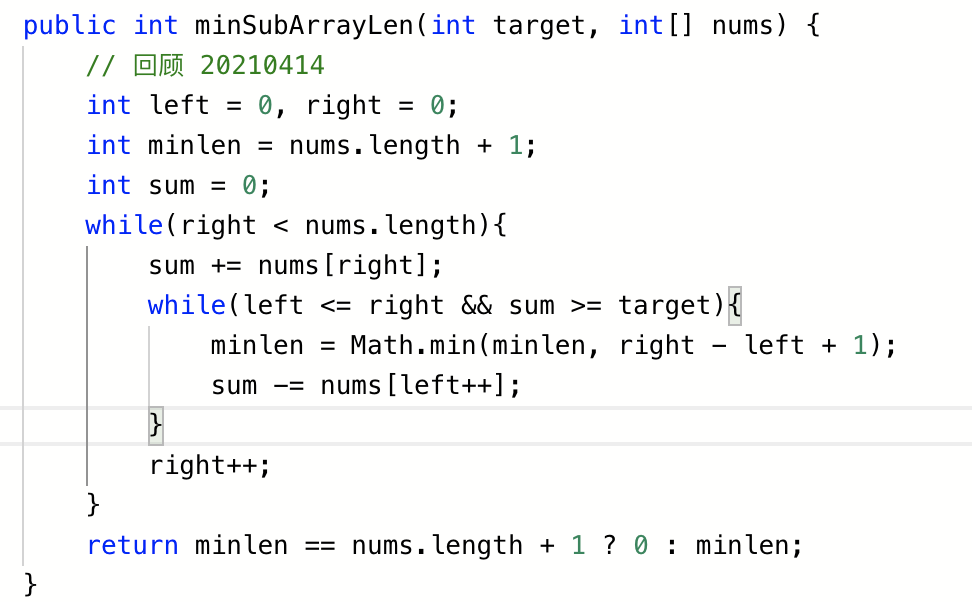 public int minSubArrayLen(int target, int[] nums) {
    // 回顾 20210414
    int left = 0, right = 0;
    int minlen = nums.length + 1;
    int sum = 0;
    while(right < nums.length){
        sum += nums[right];
        while(left <= right && sum >= target){
            minlen = Math.min(minlen, right - left + 1);
            sum -= nums[left++];
        }
        right++;
    }
    return minlen == nums.length + 1 ? 0 : minlen;
}